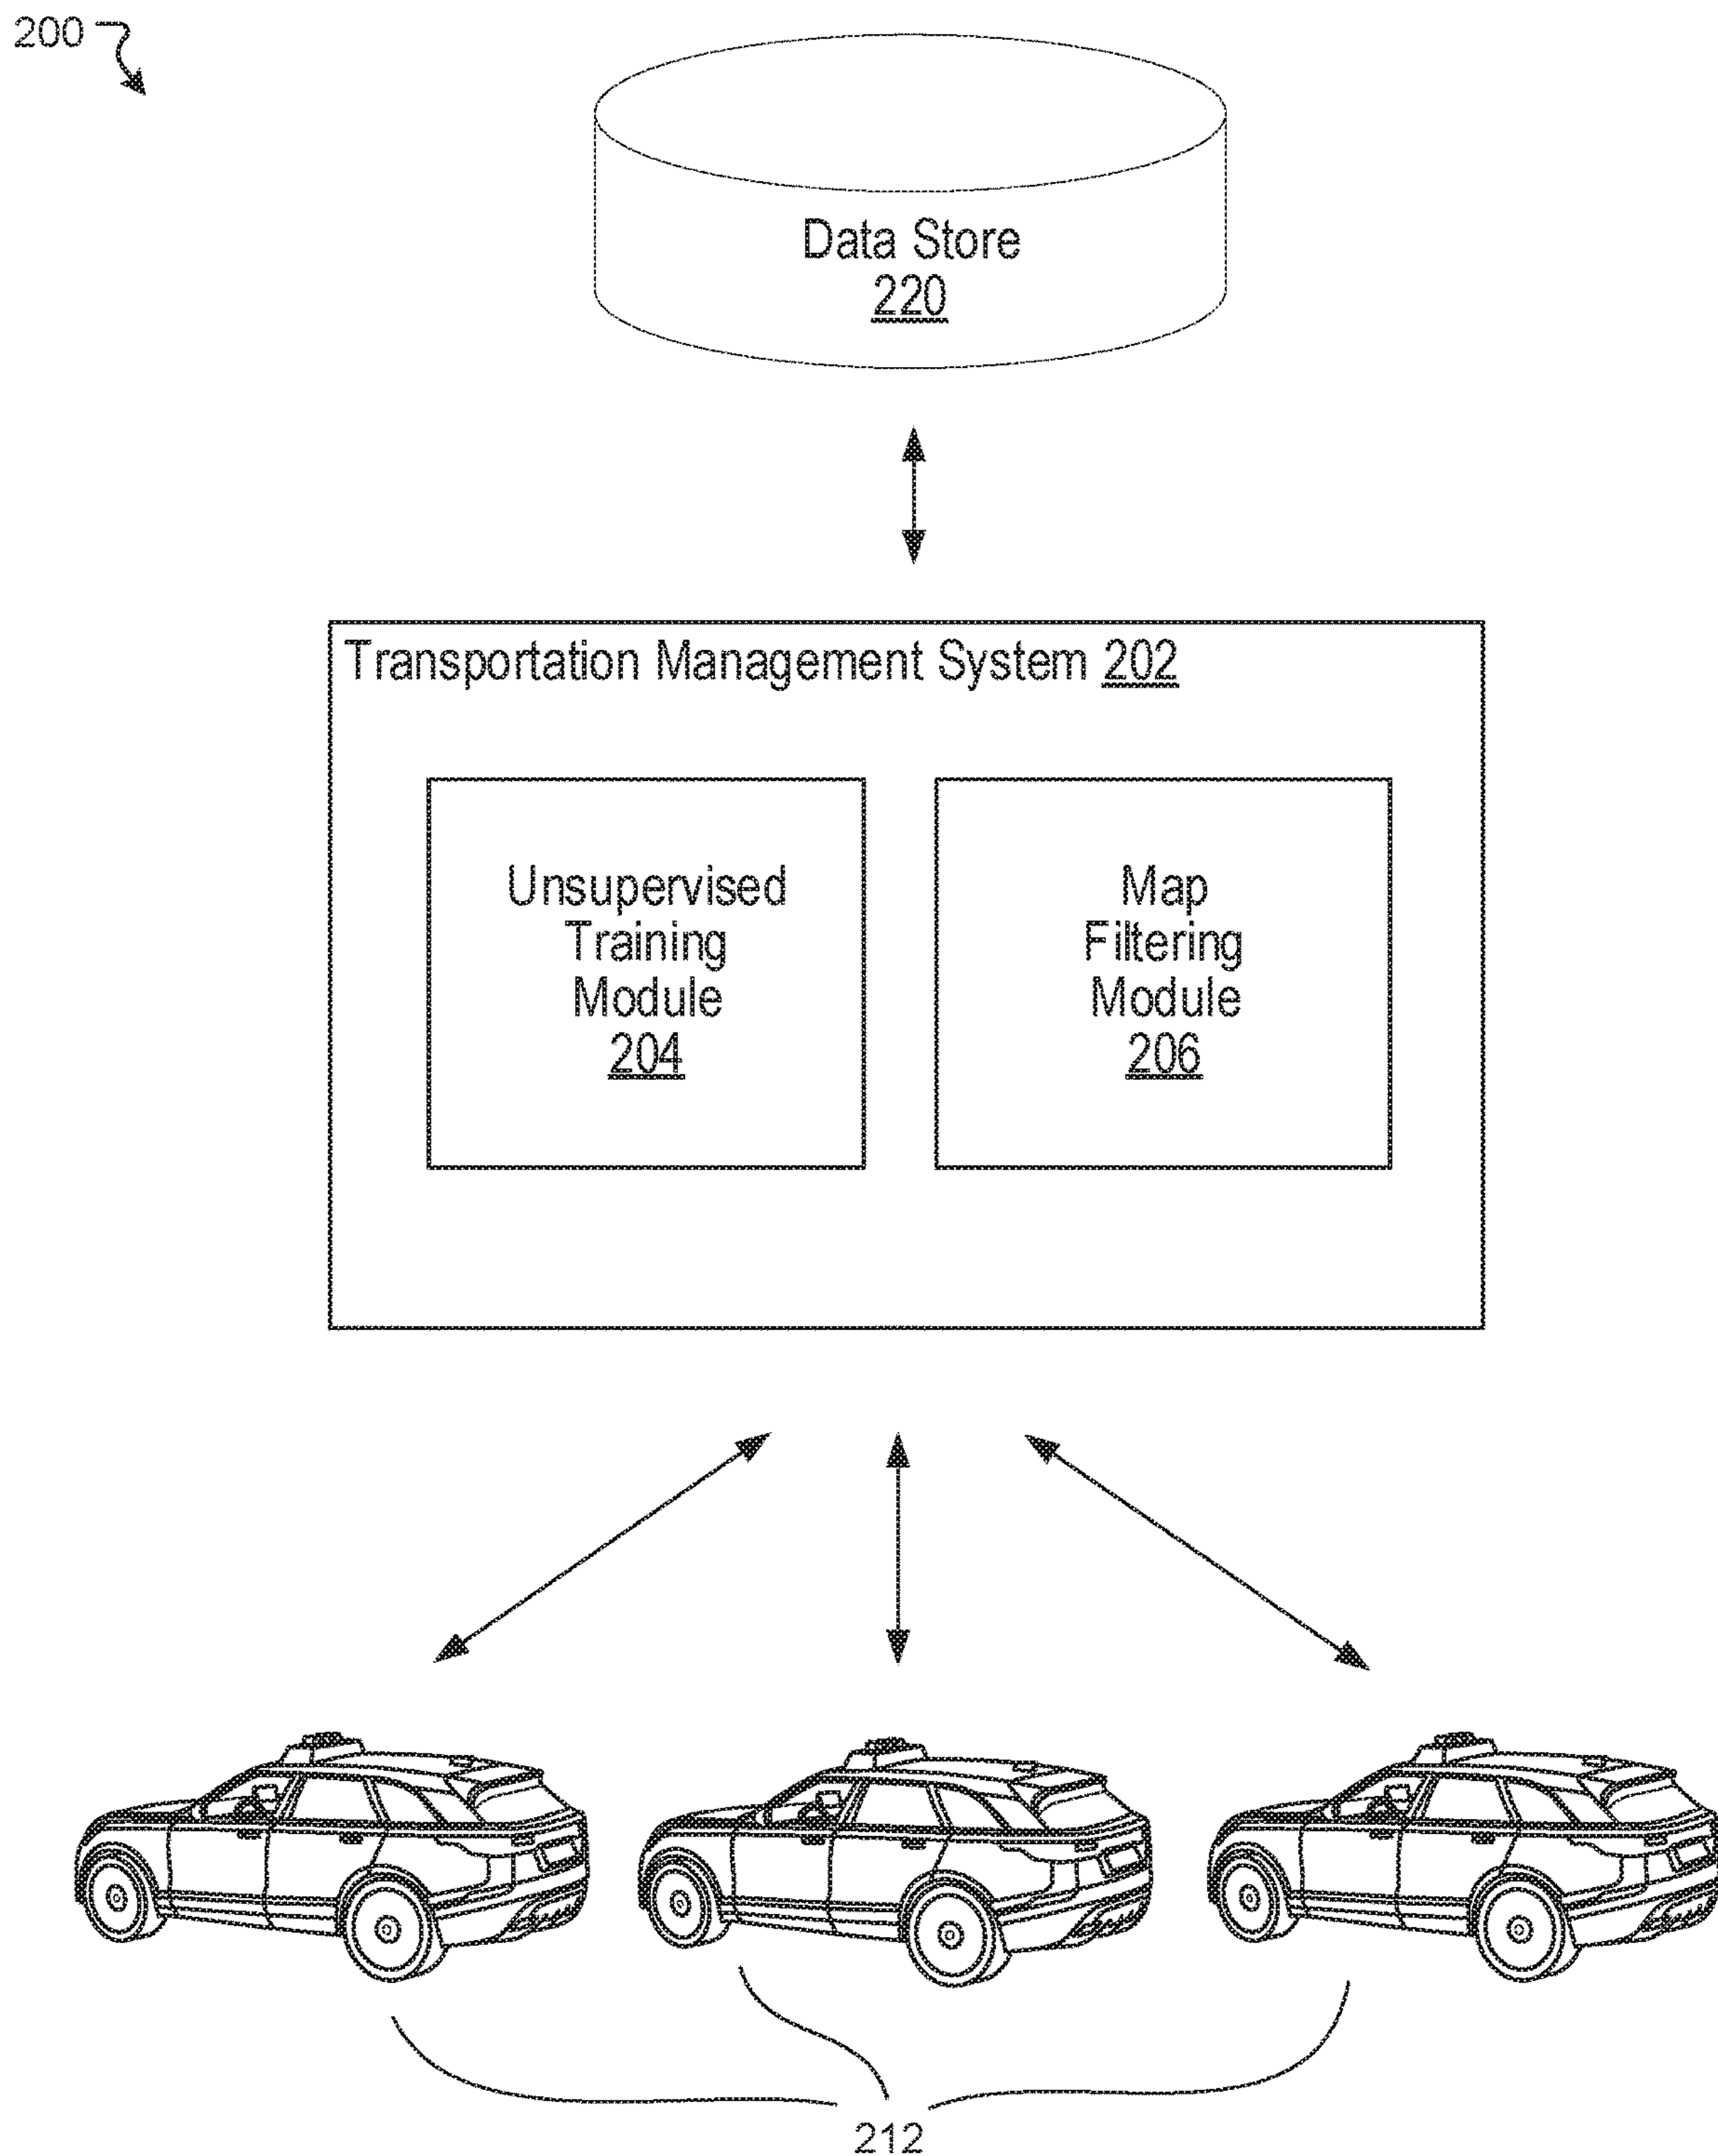 200
Data Store
220
Transportation Management System 202
Unsupervised
Training
Module
204
Map
Filtering
Module
206
212